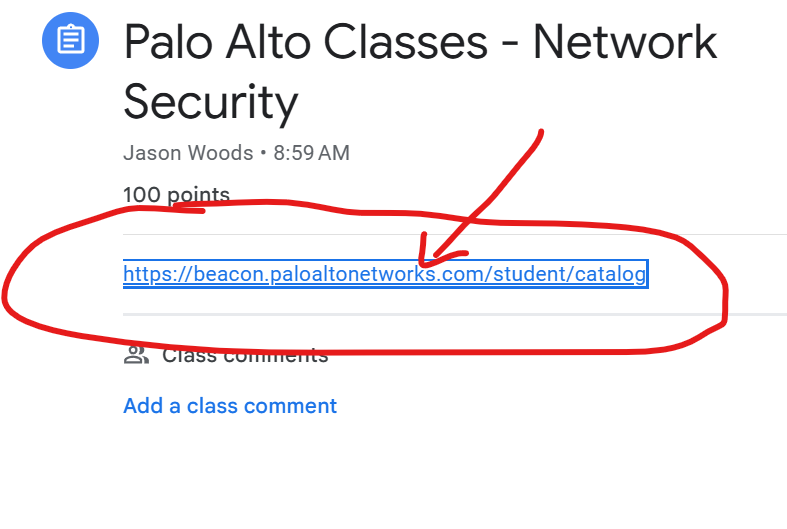 Palo Alto Classes - Network
Security
Jason Woods • 8:59 AM
100 points
https://beacon.paloaltonetworks.com/student/catalog
Class comments
Add a class comment